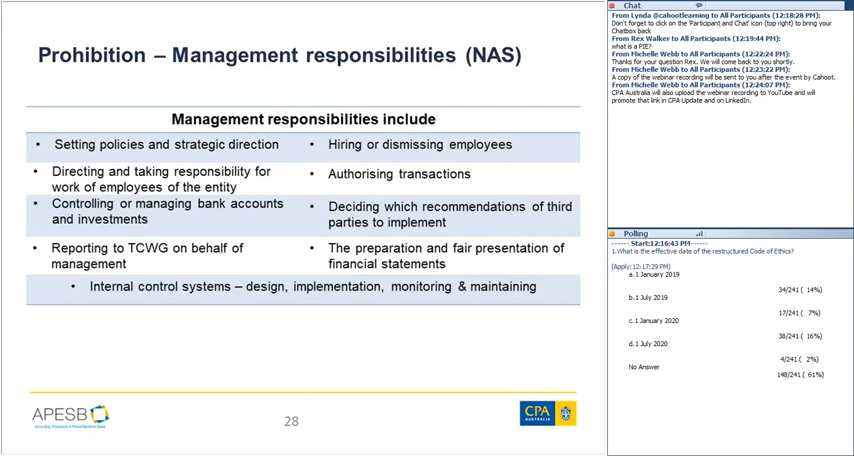 Prohibition – Management responsibilities (NAS)
Management responsibilities include
• Setting policies and strategic direction
• Hiring or dismissing employees
• Directing and taking responsibility for
work of employees of the entity
• Authorising transactions
• Controlling or managing bank accounts
and investments
• Deciding which recommendations of third
parties to implement
• Reporting to TCWG on behalf of
management
• The preparation and fair presentation of
financial statements
• Internal control systems – design, implementation, monitoring & maintaining
APESB
Accounting Professional & Ethical Standards Board
28
CPA
AUSTRALIA
Chat
From Lynda @cahootlearning to All Participants (12:18:28 PM):
Don't forget to click on the 'Participant and Chat' icon (top right) to bring your
Chatbox back
From Rex Walker to All Participants (12:19:44 PM):
what is a PIE?
From Michelle Webb to All Participants (12:22:24 PM):
Thanks for your question Rex. We will come back to you shortly.
From Michelle Webb to All Participants (12:23:22 PM):
A copy of the webinar recording will be sent to you after the event by Cahoot.
From Michelle Webb to All Participants (12:24:07 PM):
CPA Australia will also upload the webinar recording to YouTube and will
promote that link in CPA Update and on LinkedIn.
Polling
------ Start:12:16:43 PM------
1.What is the effective date of the restructured Code of Ethics?
(Apply:12:17:29 PM)
a.1 January 2019
34/241 ( 14%)
b.1 July 2019
17/241 ( 7%)
c.1 January 2020
38/241 ( 16%)
d.1 July 2020
4/241 ( 2%)
No Answer
148/241 ( 61%)